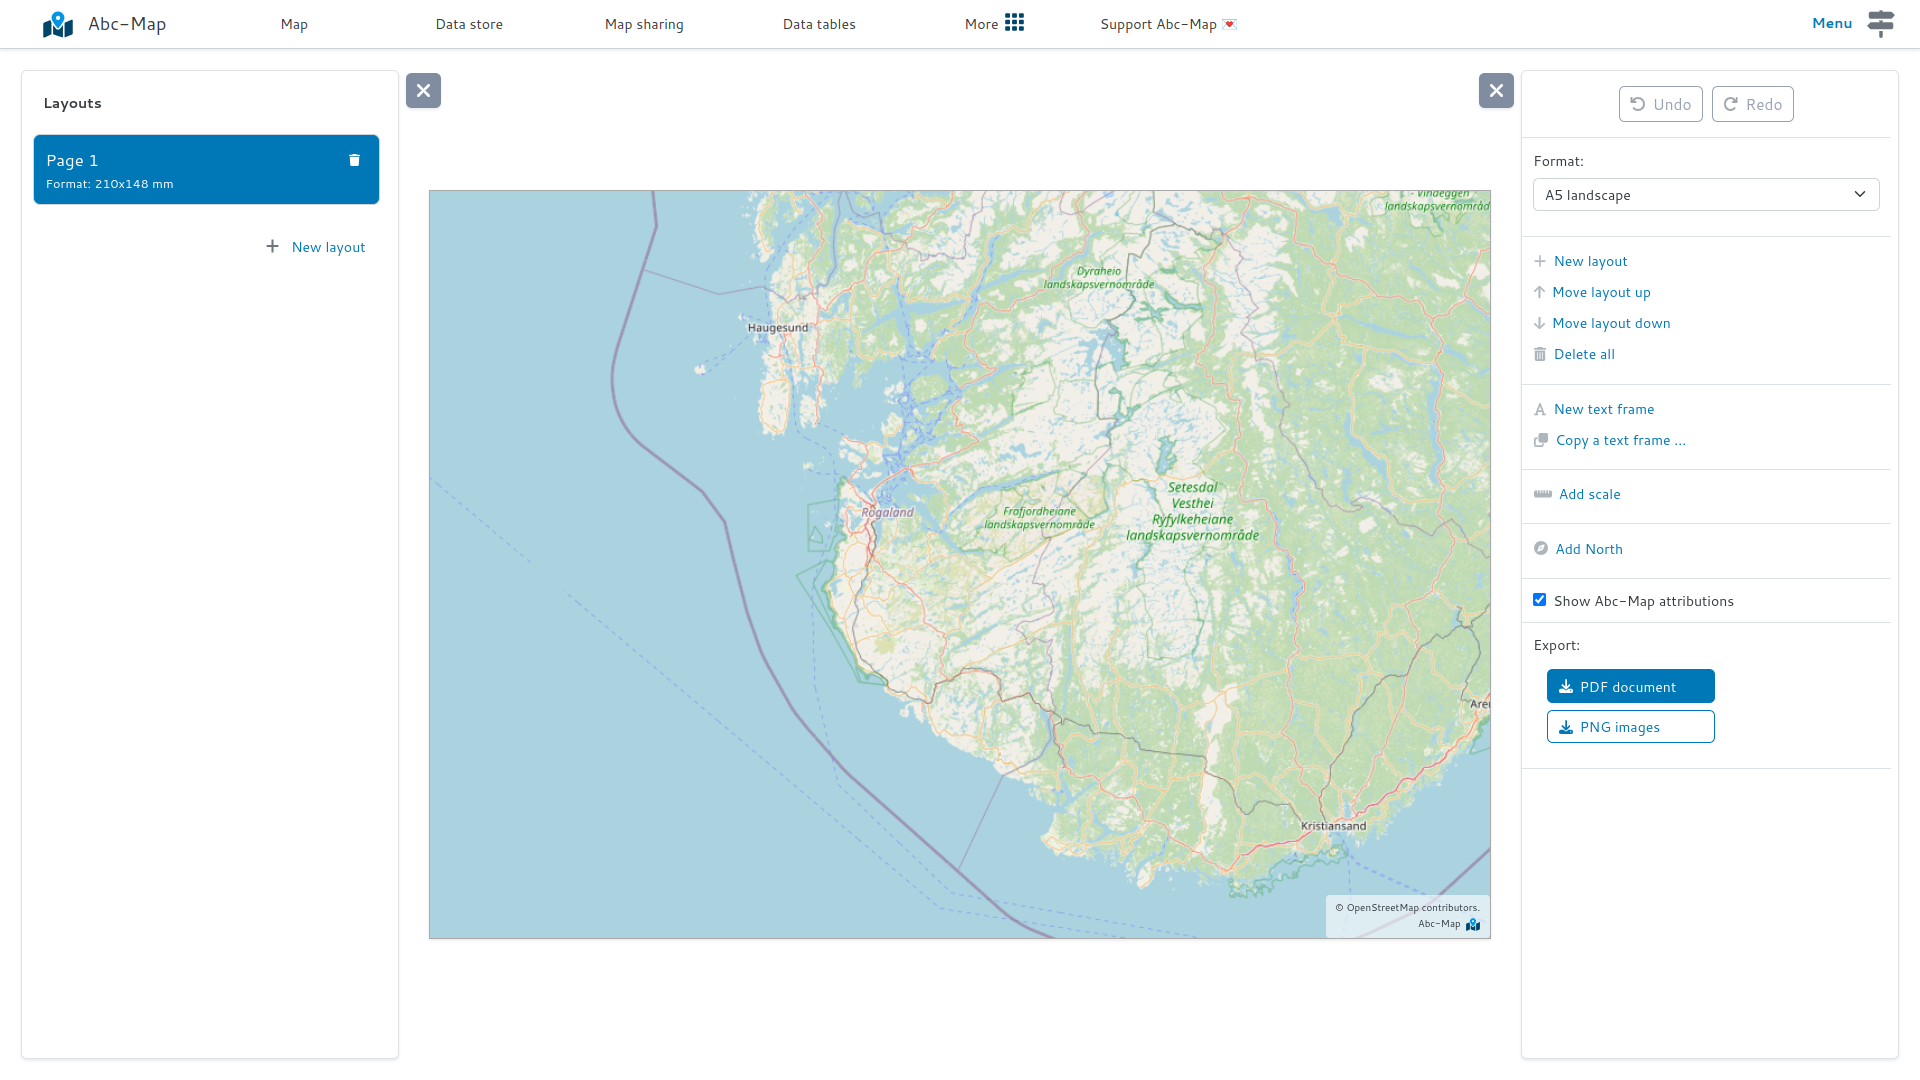 Abc-Map
Map
Data store
Map sharing
Data tables
More
Support Abc-Map 💌
Menu
Layouts
Page 1
Format: 210x148 mm
New layout
Vindeggen
landskapsvernområd
Dyraheio
landskapsvernområde
Haugesund
Rogaland
Frafjordheiane
landskapsvernområde
Setesdal
Vesthei
Ryfylkeheiane
landskapsvernområde
Aren
Kristiansand
© OpenStreetMap contributors.
Abc-Map
Undo
Redo
Format:
A5 landscape
New layout
Move layout up
Move layout down
Delete all
New text frame
Copy a text frame ...
Add scale
Add North
Show Abc-Map attributions
Export:
PDF document
PNG images